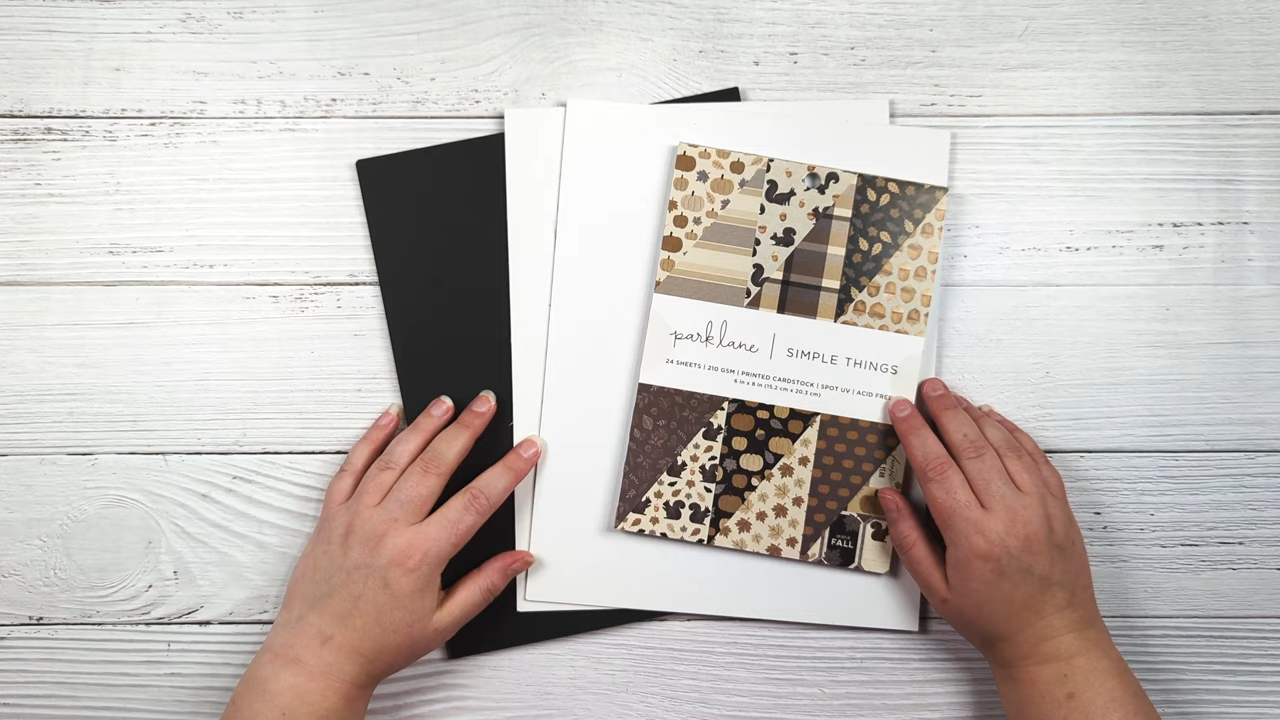 park lane | SIMPLE THINGS
24 SHEETS | 210 GSM | PRINTED CARDSTOCK | SPOT UV | ACID FREE
6 in x 8 in (15.2 cm x 20.3 cm)
FALL